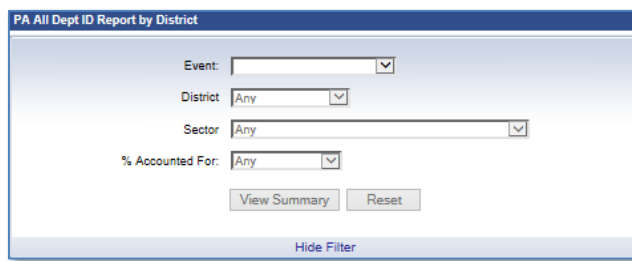 PA All Dept ID Report by District
Event:
District Any
Sector Any
% Accounted For: Any
View Summary Reset
Hide Filter